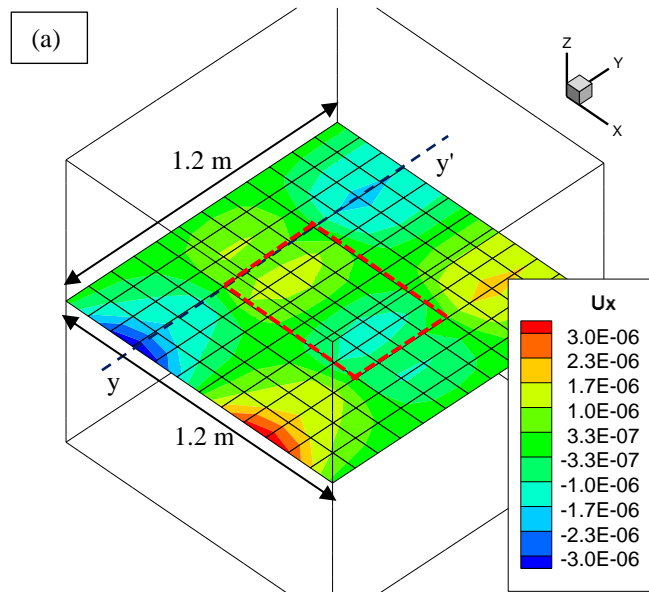 (a)
Z
Y
X
1.2 m
y'
y
1.2 m
Ux
3.0E-06
2.3E-06
1.7E-06
1.0E-06
3.3E-07
-3.3E-07
-1.0E-06
-1.7E-06
-2.3E-06
-3.0E-06